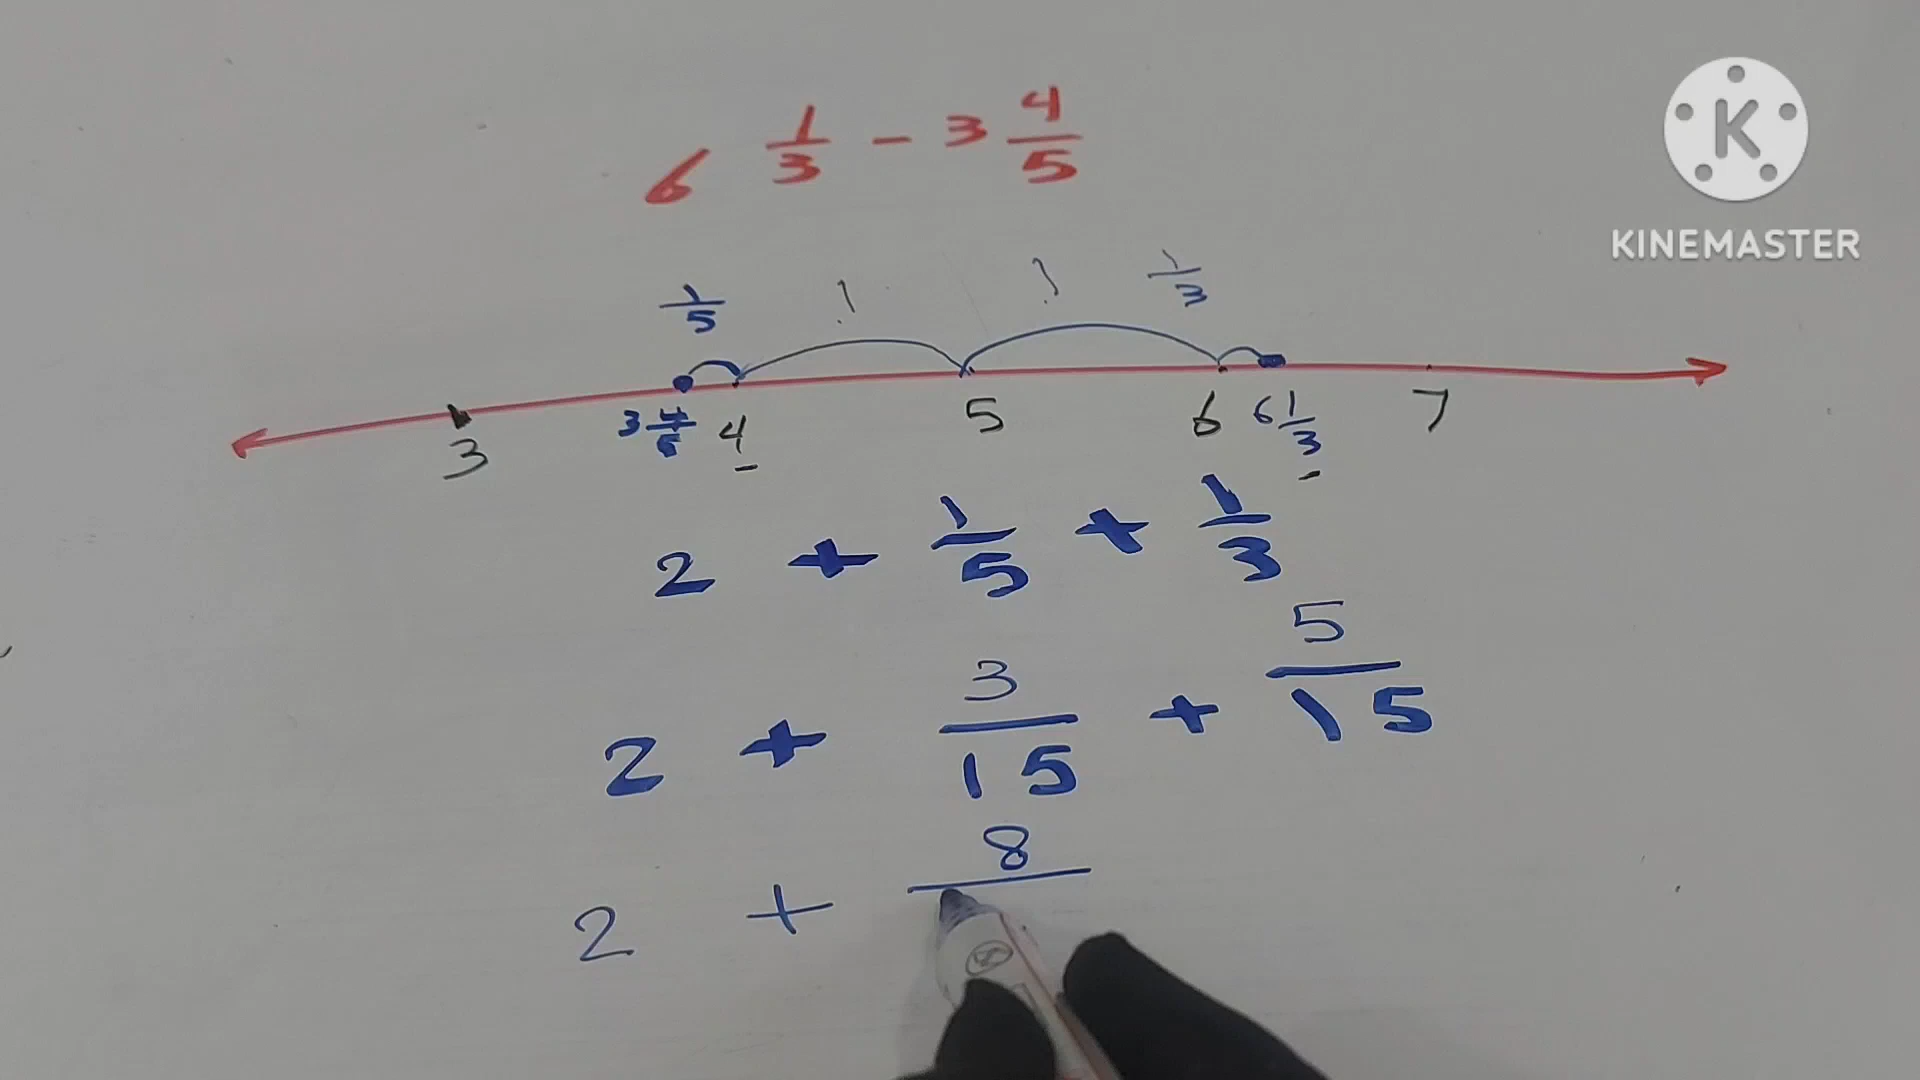 6 1/3 - 3 4/5
K
KINEMASTER
1/5 1 1 1/3
3 3 4/5 4 5 6 6 1/3 7
2 + 1/5 + 1/3
2 + 3/15 + 5/15
2 + 8/